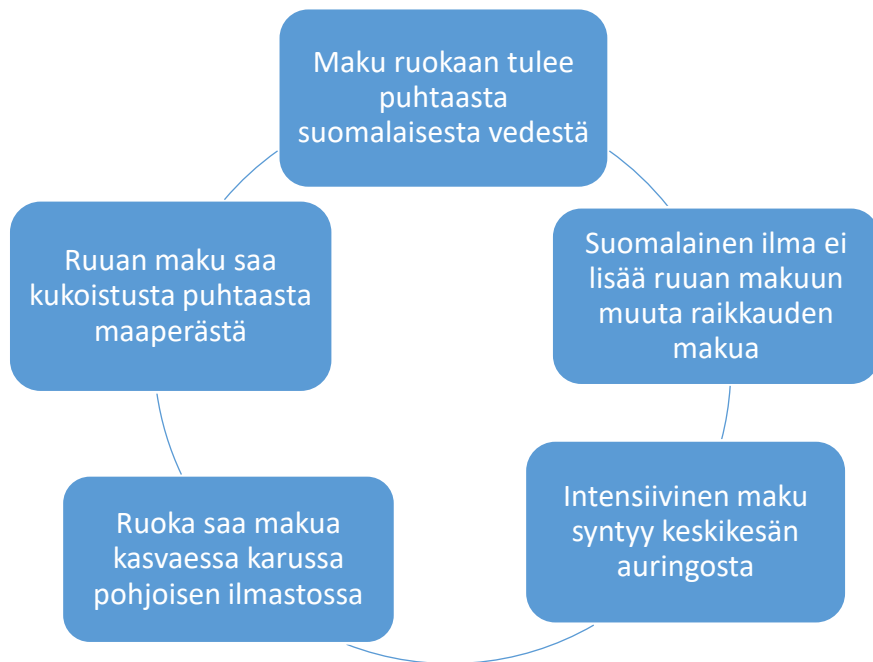 Maku ruokaan tulee
puhtaasta
suomalaisesta vedestä
Suomalainen ilma ei
lisää ruuan makuun
muuta raikkauden
makua
Intensiivinen maku
syntyy keskikesän
auringosta
Ruoka saa makua
kasvaessa karussa
pohjoisen ilmastossa
Ruuan maku saa
kukoistusta puhtaasta
maaperästä